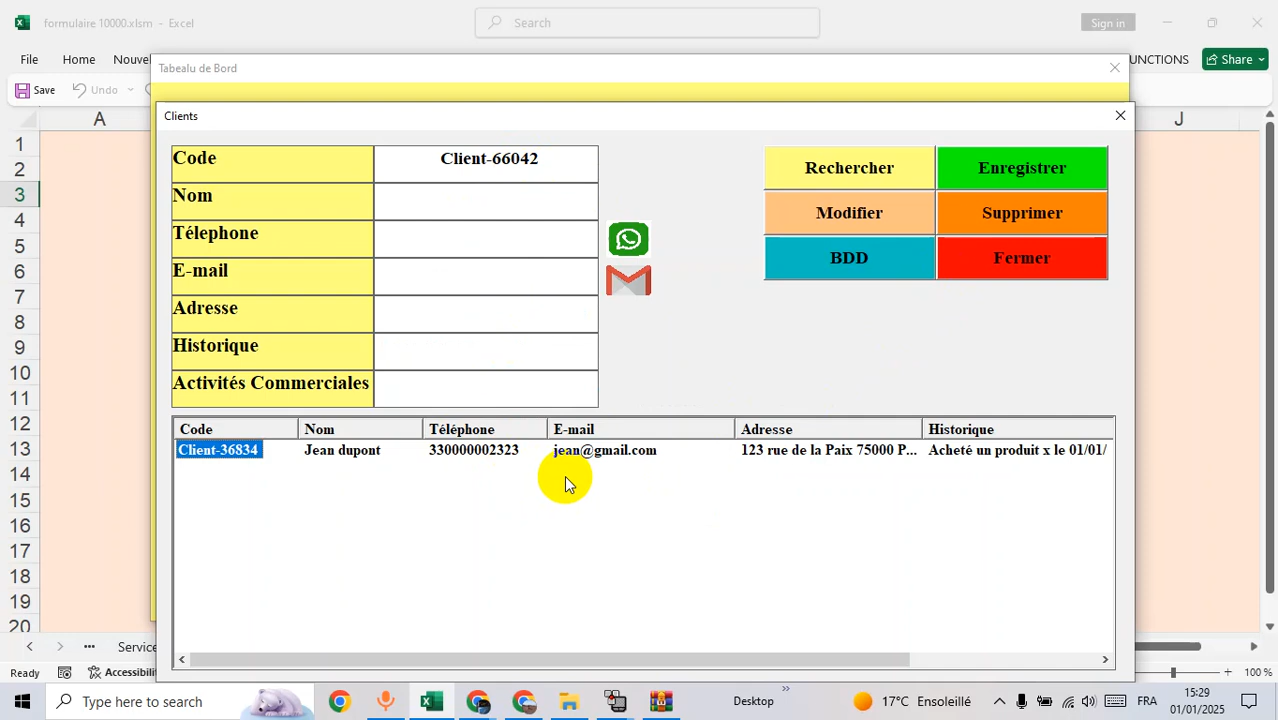 formulaire 10000.xlsm - Excel
Search
Sign in
File
Home
Nouvel
UNCTIONS
Share
Save
Undo
Tabealu de Bord
Clients
A
J
1
2
3
4
5
6
7
8
9
10
11
12
13
14
15
16
17
18
19
20
Code
Client-66042
Nom
Télephone
E-mail
Adresse
Historique
Activités Commerciales
Rechercher
Enregistrer
Modifier
Supprimer
BDD
Fermer
Code Nom Téléphone E-mail Adresse Historique
Client-36834 Jean dupont 330000002323 jean@gmail.com 123 rue de la Paix 75000 P... Acheté un produit x le 01/01/
Service
Ready
Accessibi
100 %
Type here to search
Desktop
17°C Ensoleillé
FRA
15:29
01/01/2025